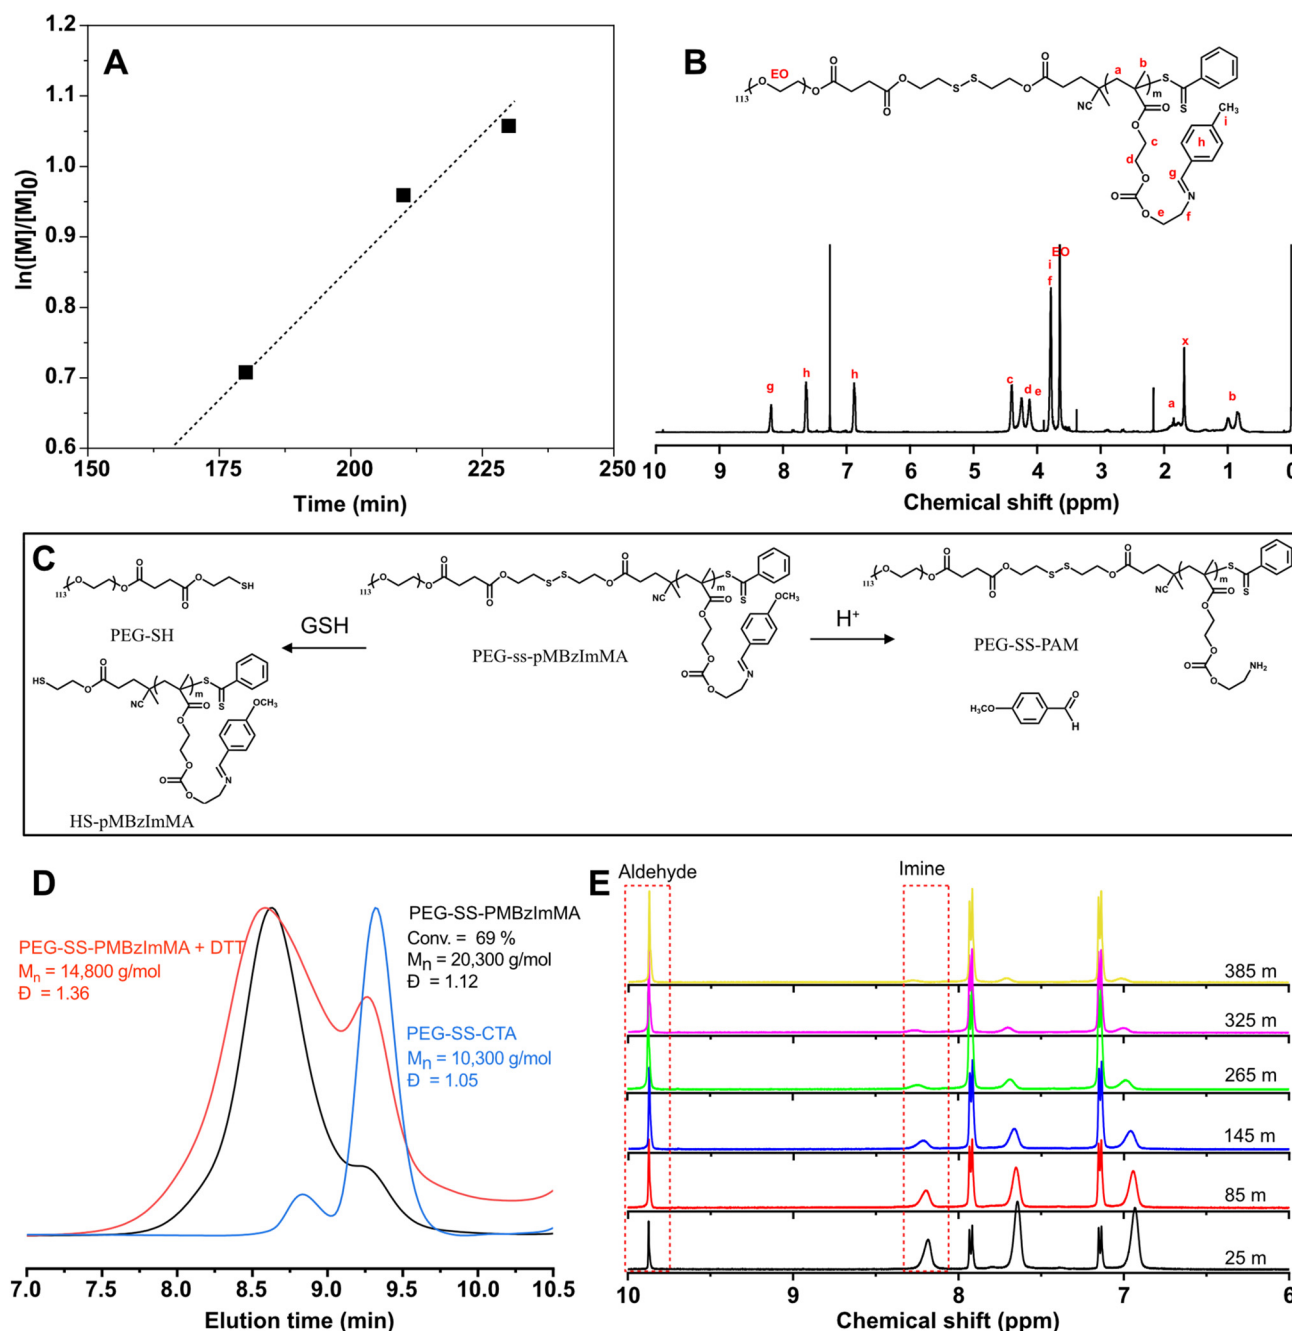 A
ln([M]/[M]0)
1.2
1.1
1.0
0.9
0.8
0.7
0.6
150
175
200
225
250
Time (min)
B
EO
113
O
O
O
O
O
S
S
O
O
NC
a
b
m
S
S
O
O
c
d
O
O
O
e
f
N
g
h
CH3
i
g
h
h
c
d
e
i
f
EO
a
x
b
10 9 8 7 6 5 4 3 2 1 0
Chemical shift (ppm)
C
113
SH
PEG-SH
HS
NC
m
OCH3
HS-pMBzImMA
GSH
113
S-S
NC
m
OCH3
PEG-ss-pMBzImMA
H+
113
S-S
NC
m
NH2
PEG-SS-PAM
OCH3
O
H
D
PEG-SS-PMBzImMA + DTT
Mn = 14,800 g/mol
Đ = 1.36
PEG-SS-PMBzImMA
Conv. = 69 %
Mn = 20,300 g/mol
Đ = 1.12
PEG-SS-CTA
Mn = 10,300 g/mol
Đ = 1.05
7.0 7.5 8.0 8.5 9.0 9.5 10.0 10.5
Elution time (min)
E
Aldehyde
Imine
385 m
325 m
265 m
145 m
85 m
25 m
10 9 8 7 6
Chemical shift (ppm)